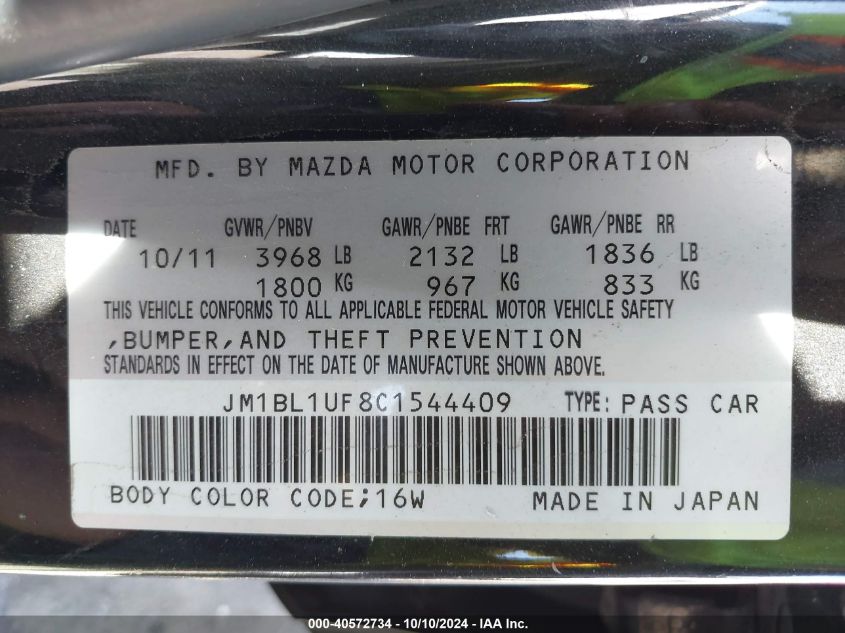 MFD. BY MAZDA MOTOR CORPORATION
DATE GVWR/PNBV GAWR/PNBE FRT GAWR/PNBE RR
10/11 3968 LB 2132 LB 1836 LB
1800 KG 967 KG 833 KG
THIS VEHICLE CONFORMS TO ALL APPLICABLE FEDERAL MOTOR VEHICLE SAFETY
,BUMPER,AND THEFT PREVENTION
STANDARDS IN EFFECT ON THE DATE OF MANUFACTURE SHOWN ABOVE.
JM1BL1UF8C1544409 TYPE: PASS CAR
BODY COLOR CODE;16W MADE IN JAPAN
000-40572734 - 10/10/2024 - IAA Inc.